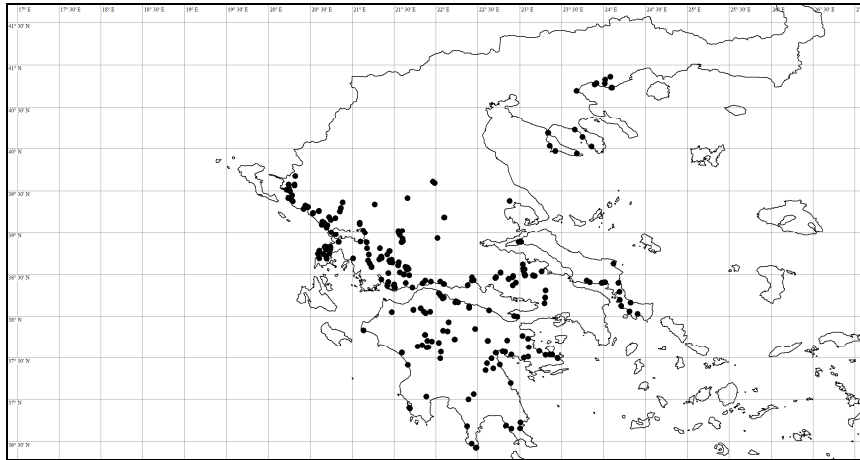 17° E
17° 30' E
18° E
18° 30' E
19° E
19° 30' E
20° E
20° 30' E
21° E
21° 30' E
22° E
22° 30' E
23° E
23° 30' E
24° E
24° 30' E
25° E
25° 30' E
26° E
26° 30' E
41° 30' N
41° N
40° 30' N
40° N
39° 30' N
39° N
38° 30' N
38° N
37° 30' N
37° N
36° 30' N